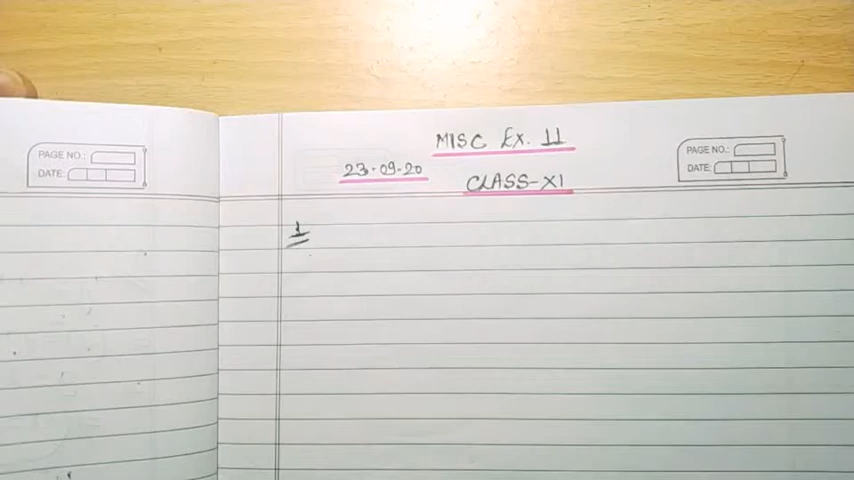 PAGE NO.:
DATE:
MISC Ex. 11
23-09-20
CLASS-XI
PAGE NO.:
DATE:
1